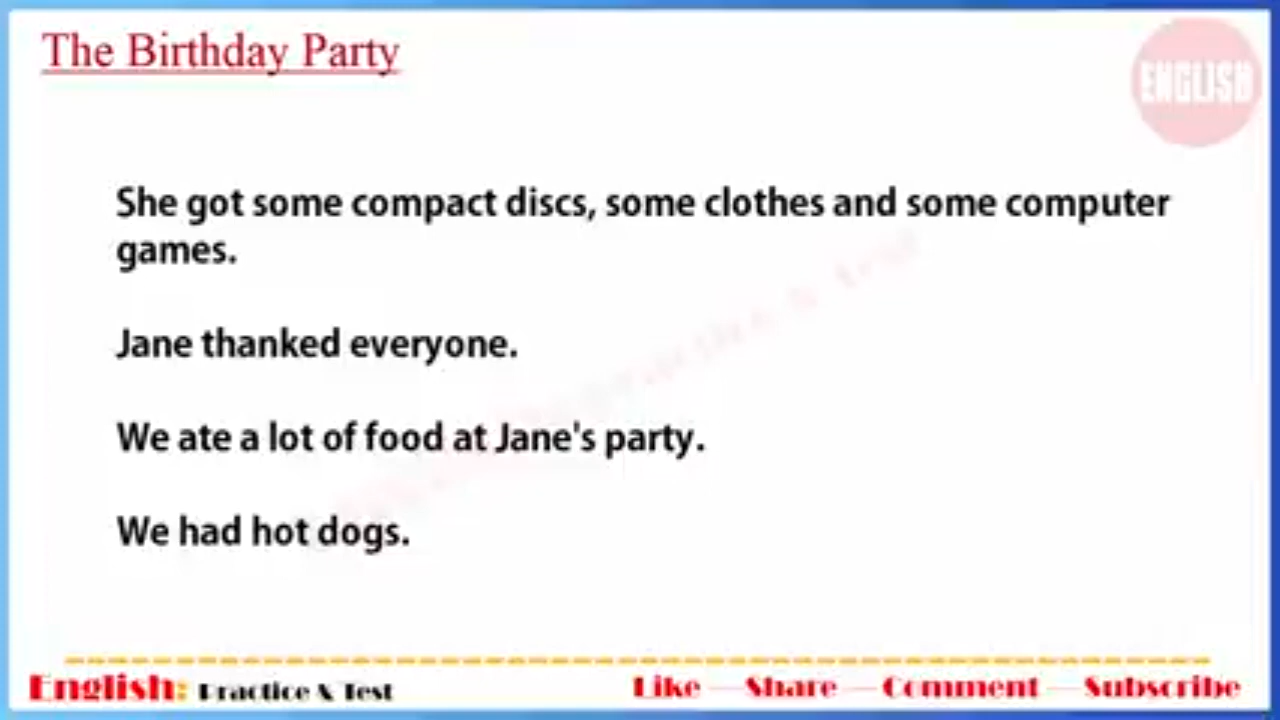 The Birthday Party
ENGLISH
She got some compact discs, some clothes and some computer
games.
Jane thanked everyone.
We ate a lot of food at Jane's party.
We had hot dogs.
English: Practice & Test
Like — Share — Comment — Subscribe